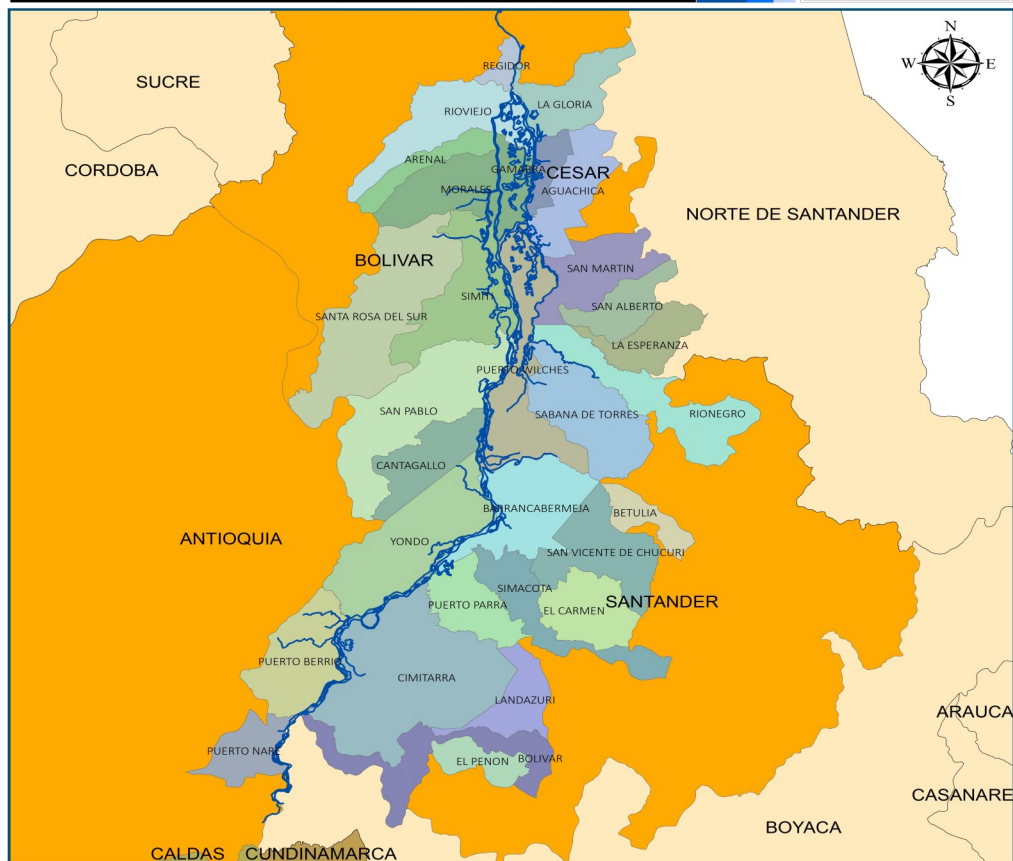 N
W
E
S
REGIDOR
SUCRE
LA GLORIA
RIOVIEJO
ARENAL
CORDOBA
GAMARRA
CESAR
MORALES
AGUACHICA
NORTE DE SANTANDER
BOLIVAR
SAN MARTIN
SIMITI
SAN ALBERTO
SANTA ROSA DEL SUR
LA ESPERANZA
PUERTO WILCHES
SAN PABLO
SABANA DE TORRES
RIONEGRO
CANTAGALLO
BARRANCABERMEJA
BETULIA
ANTIOQUIA
YONDO
SAN VICENTE DE CHUCURI
SIMACOTA
PUERTO PARRA
EL CARMEN
SANTANDER
PUERTO BERRIO
CIMITARRA
LANDAZURI
ARAUCA
PUERTO NARE
EL PENON
BOLIVAR
CASANARE
BOYACA
CALDAS
CUNDINAMARCA